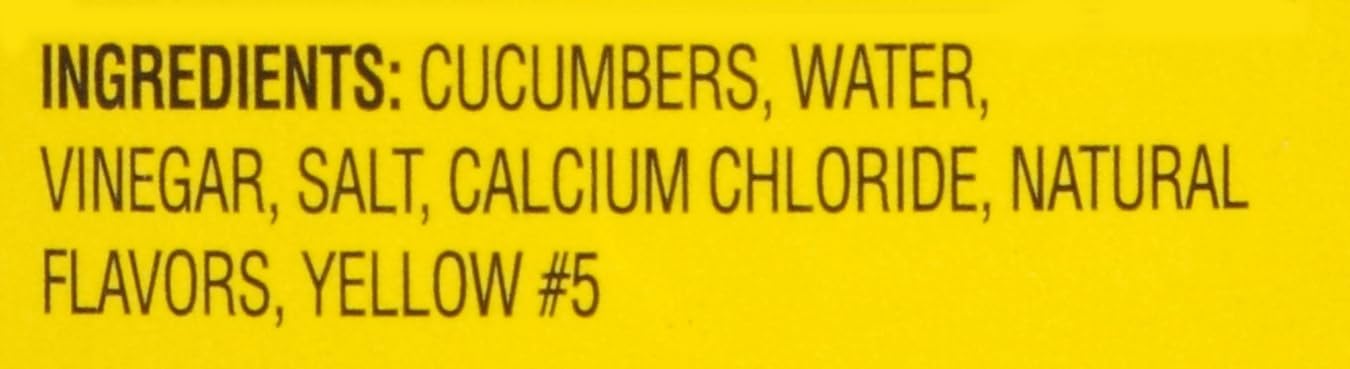 INGREDIENTS: CUCUMBERS, WATER,
VINEGAR, SALT, CALCIUM CHLORIDE, NATURAL
FLAVORS, YELLOW #5